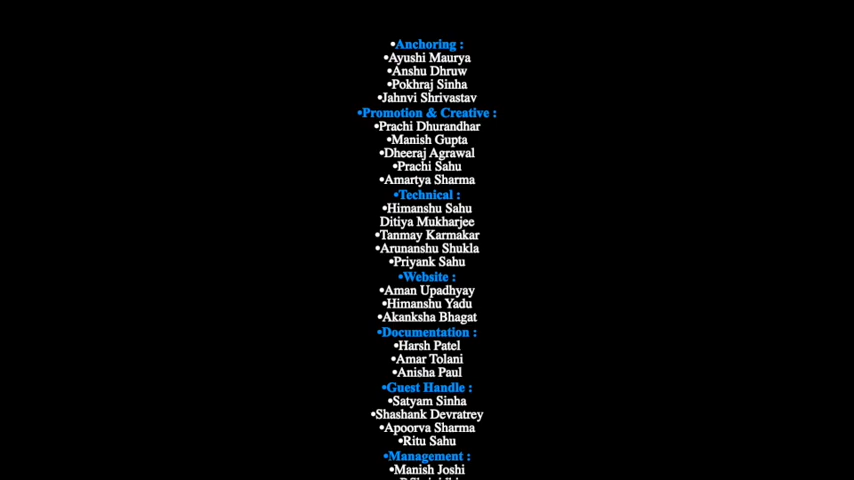 •Anchoring :
•Ayushi Maurya
•Anshu Dhruw
•Pokhraj Sinha
•Jahnvi Shrivastav
•Promotion & Creative :
•Prachi Dhurandhar
•Manish Gupta
•Dheeraj Agrawal
•Prachi Sahu
•Amartya Sharma
•Technical :
•Himanshu Sahu
Ditiya Mukharjee
•Tanmay Karmakar
•Arunanshu Shukla
•Priyank Sahu
•Website :
•Aman Upadhyay
•Himanshu Yadu
•Akanksha Bhagat
•Documentation :
•Harsh Patel
•Amar Tolani
•Anisha Paul
•Guest Handle :
•Satyam Sinha
•Shashank Devratrey
•Apoorva Sharma
•Ritu Sahu
•Management :
•Manish Joshi